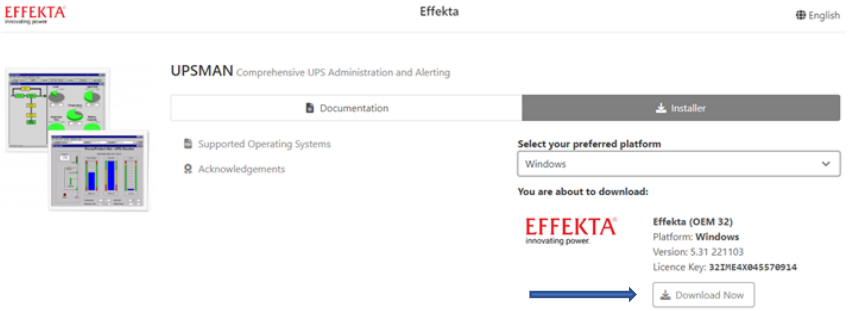 EFFEKTA
innovating power
Effekta
English
UPSMAN Comprehensive UPS Administration and Alerting
Documentation
Installer
Supported Operating Systems
Acknowledgements
Select your preferred platform
Windows
You are about to download:
EFFEKTA
innovating power.
Effekta (OEM 32)
Platform: Windows
Version: 5.31 221103
Licence Key: 32IME4X045570914
Download Now